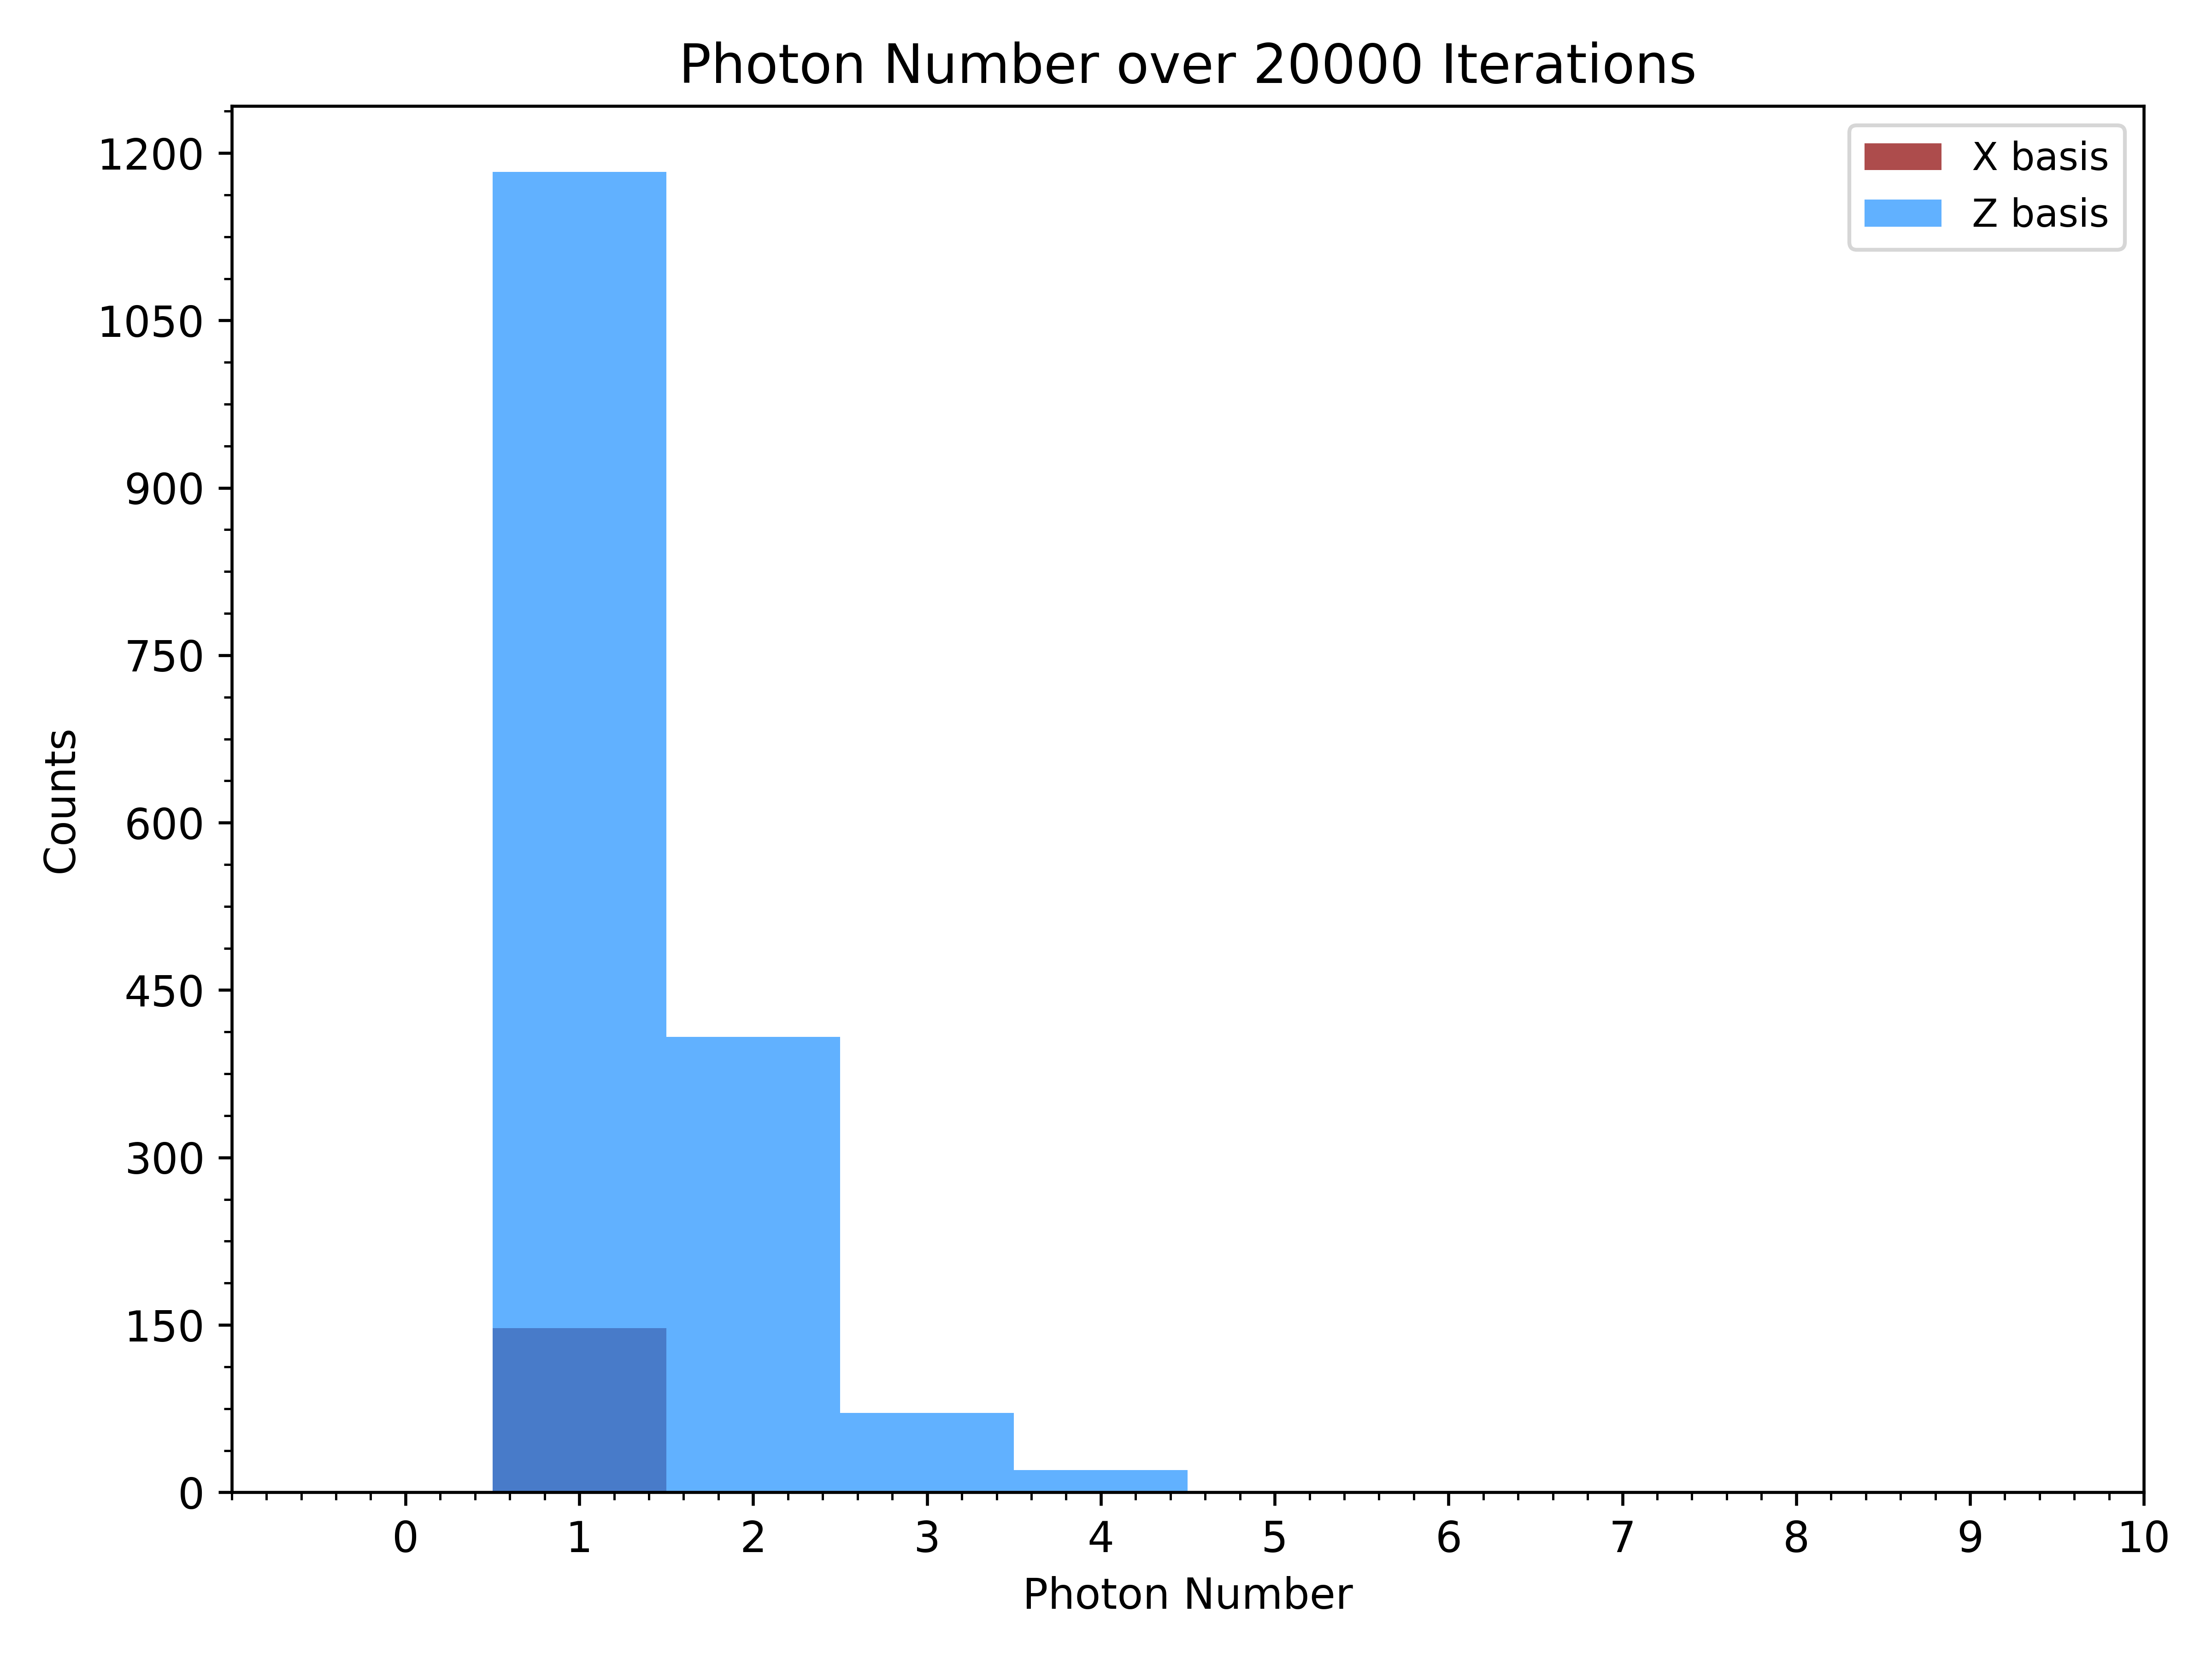 Photon Number over 20000 Iterations
X basis
Z basis
1200
1050
900
750
600
450
300
150
0
Counts
0 1 2 3 4 5 6 7 8 9 10
Photon Number